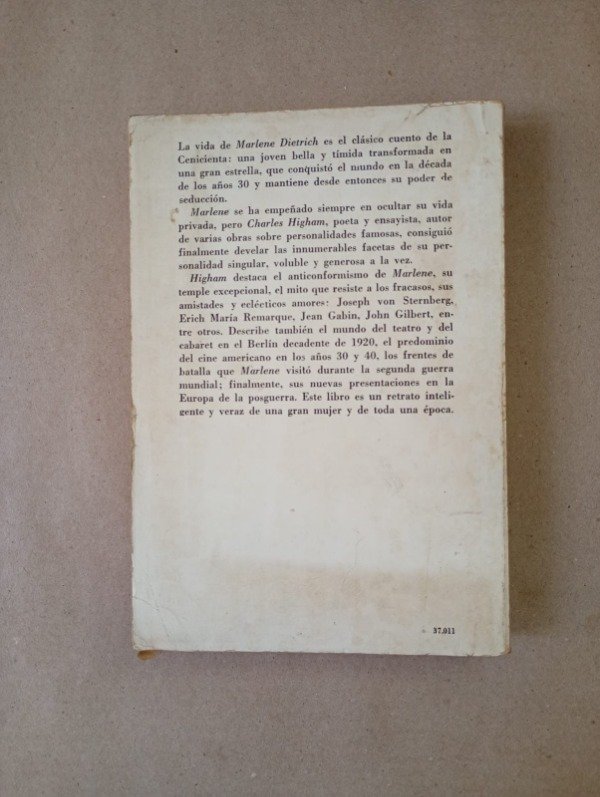 La vida de Marlene Dietrich es el clásico cuento de la
Cenicienta: una joven bella y tímida transformada en
una gran estrella, que conquistó el mundo en la década
de los años 30 y mantiene desde entonces su poder de
seducción.
Marlene se ha empeñado siempre en ocultar su vida
privada, pero Charles Higham, poeta y ensayista, autor
de varias obras sobre personalidades famosas, consiguió
finalmente develar las innumerables facetas de su per-
sonalidad singular, voluble y generosa a la vez.
Higham destaca el anticonformismo de Marlene, su
temple excepcional, el mito que resiste a los fracasos, sus
amistades y eclécticos amores: Joseph von Sternberg,
Erich María Remarque, Jean Gabin, John Gilbert, en-
tre otros. Describe también el mundo del teatro y del
cabaret en el Berlín decadente de 1920, el predominio
del cine americano en los años 30 y 40, los frentes de
batalla que Marlene visitó durante la segunda guerra
mundial; finalmente, sus nuevas presentaciones en la
Europa de la posguerra. Este libro es un retrato inteli-
gente y veraz de una gran mujer y de toda una época.
37.011